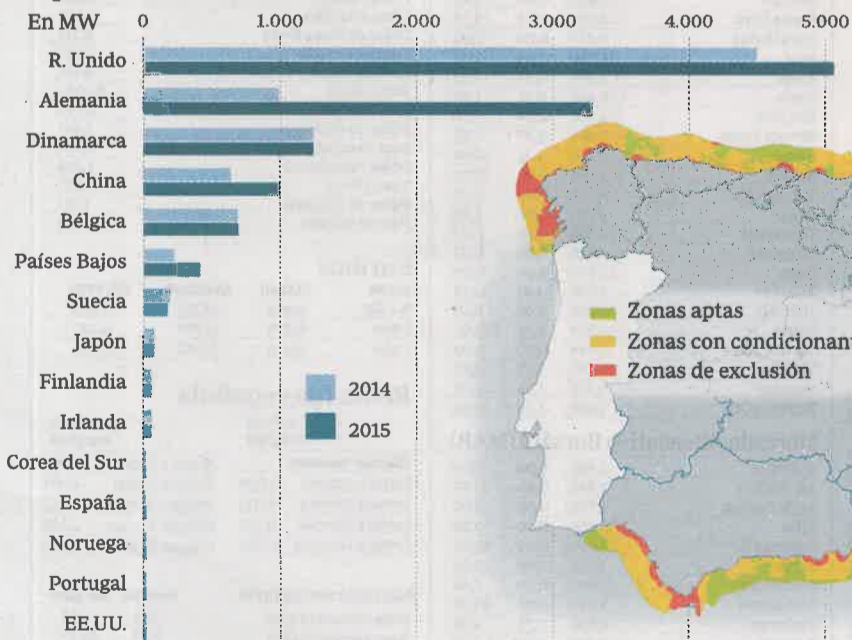 En MW
0
1.000
2.000
3.000
4.000
5.000
R. Unido
Alemania
Dinamarca
China
Bélgica
Países Bajos
Suecia
Japón
Finlandia
Irlanda
Corea del Sur
España
Noruega
Portugal
EE.UU.
2014
2015
Zonas aptas
Zonas con condicionant
Zonas de exclusión